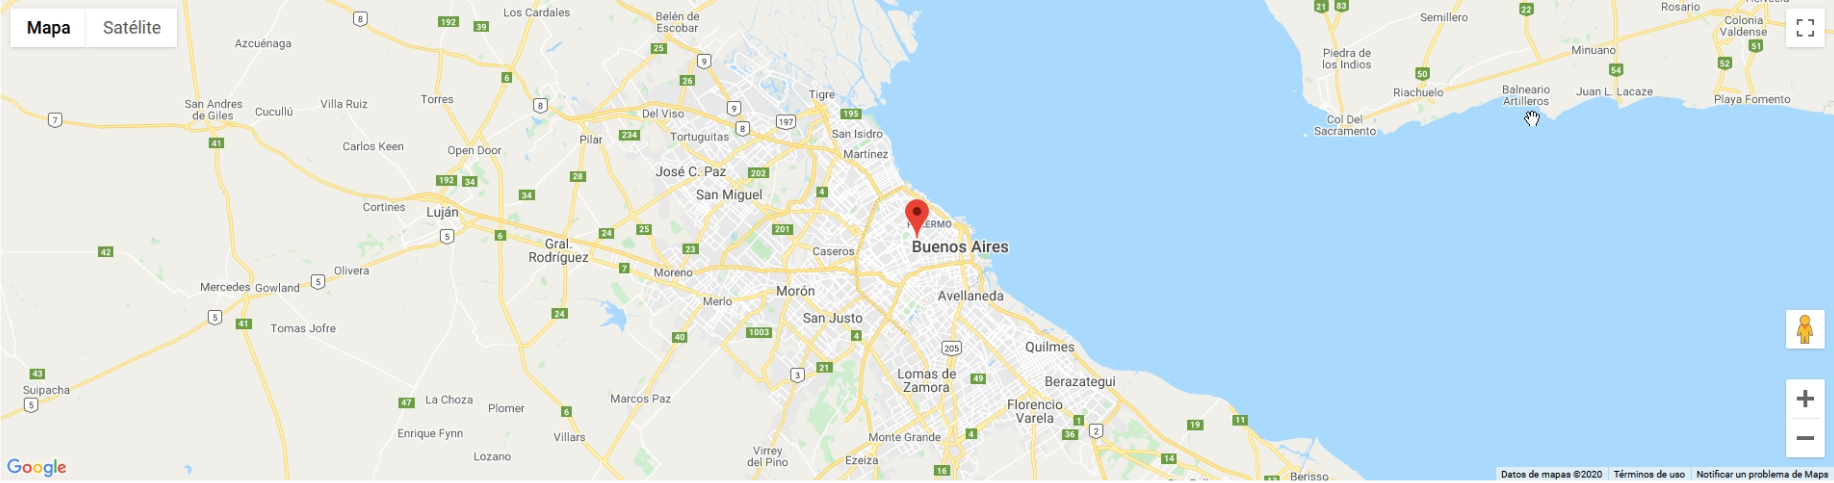 Mapa
Satélite
8
192
39
Los Cardales
Belén de
Escobar
25
9
21
83
Semillero
22
Rosario
Colonia
Valdense
51
Azcuénaga
6
26
Piedra de
los Indios
Minuano
52
50
54
San Andres
de Giles
Cucullú
Villa Ruiz
Torres
8
Tigre
9
Del Viso
197
195
Riachuelo
Balneario
Artilleros
Juan L. Lacaze
Playa Fomento
7
41
Pilar
234
Tortuguitas
8
San Isidro
Col Del
Sacramento
Carlos Keen
Open Door
Martínez
192
34
28
José C. Paz
202
34
San Miguel
4
Cortines
Luján
5
6
24
25
201
42
Gral.
Rodríguez
23
Caseros
Buenos Aires
7
Moreno
Olivera
5
Mercedes
Gowland
Merlo
Morón
Avellaneda
5
41
Tomas Jofre
24
40
San Justo
1003
4
205
Quilmes
43
Suipacha
5
3
21
Lomas de
Zamora
49
Berazategui
47
La Choza
Plomer
6
Marcos Paz
Florencio
Varela
1
36
2
19
11
Enrique Fynn
Villars
Monte Grande
4
Lozano
Virrey
del Pino
Ezeiza
16
14
Berisso
Google
Datos de mapas ©2020
Términos de uso
Notificar un problema de Maps